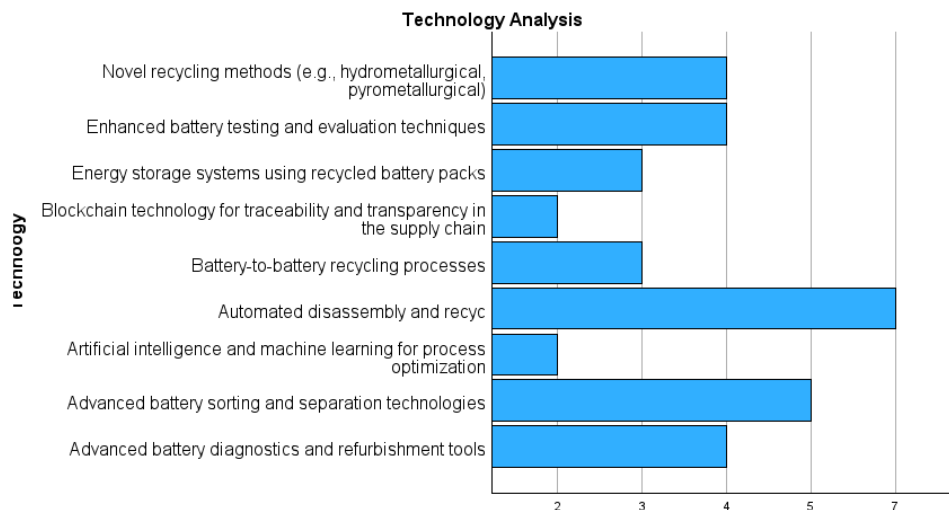 Technology Analysis
Novel recycling methods (e.g., hydrometallurgical,
pyrometallurgical)
Enhanced battery testing and evaluation techniques
Energy storage systems using recycled battery packs
Blockchain technology for traceability and transparency in
the supply chain
Battery-to-battery recycling processes
Automated disassembly and recyc
Artificial intelligence and machine learning for process
optimization
Advanced battery sorting and separation technologies
Advanced battery diagnostics and refurbishment tools
Technology
2 3 4 5 7